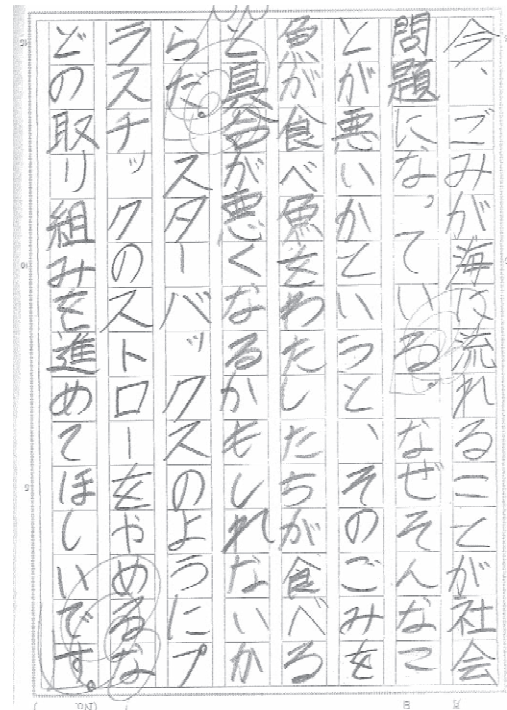 今、ごみが海に流れることが社会
問題になっている。なぜそんなこ
とが悪いかというと、そのごみを
魚が食べ魚をわたしたちが食べる
と具合が悪くなるかもしれないか
らだ。スターバックスのようにプ
ラスチックのストローをやめるな
どの取り組みを進めてほしいです。